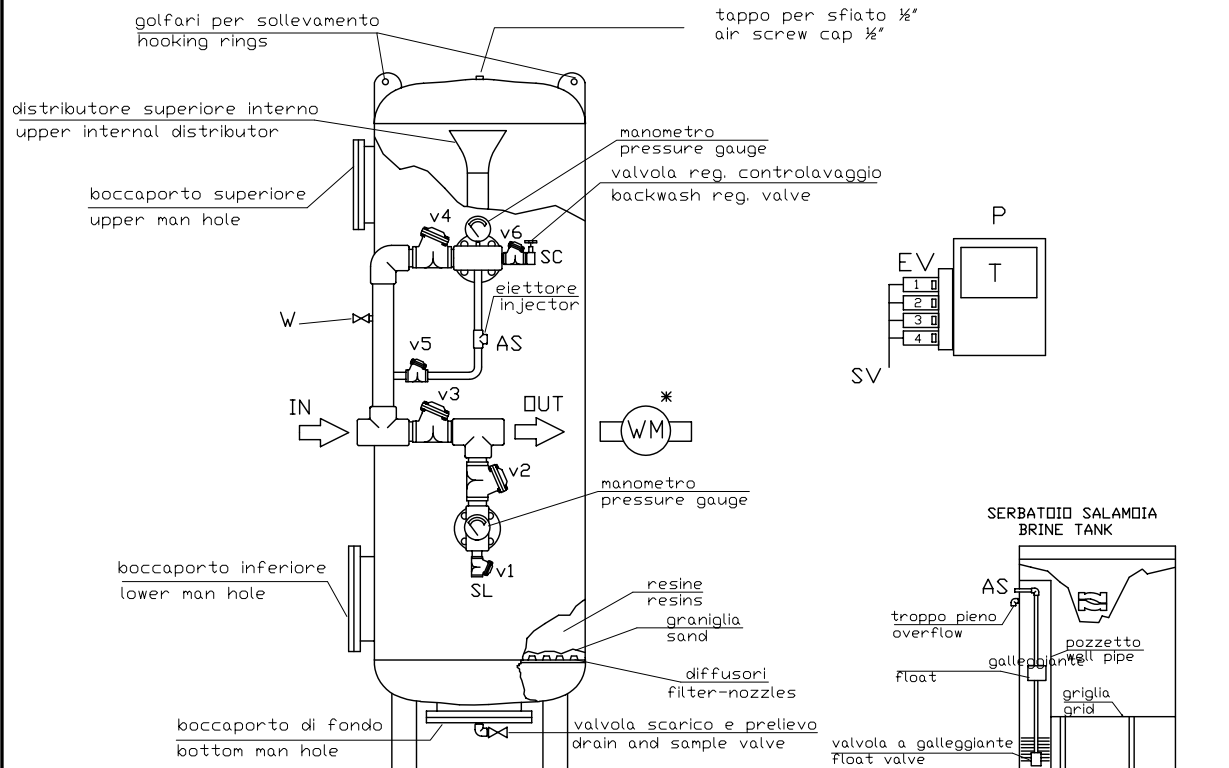 golfari per sollevamento
hooking rings
tappo per sfiato ½"
air screw cap ½"
distributore superiore interno
upper internal distributor
manometro
pressure gauge
valvola reg. controlavaggio
backwash reg. valve
boccaporto superiore
upper man hole
v4
v6
SC
P
EV
T
1
2
3
4
SV
eiettore
injector
W
AS
v5
v3
IN
OUT
*
WM
v2
manometro
pressure gauge
SERBATOIO SALAMOIA
BRINE TANK
boccaporto inferiore
lower man hole
v1
SL
resine
resins
graniglia
sand
AS
troppo pieno
overflow
pozzetto
well pipe
galleggiante
float
diffusori
filter-nozzles
griglia
grid
boccaporto di fondo
bottom man hole
valvola scarico e prelievo
drain and sample valve
valvola a galleggiante
float valve